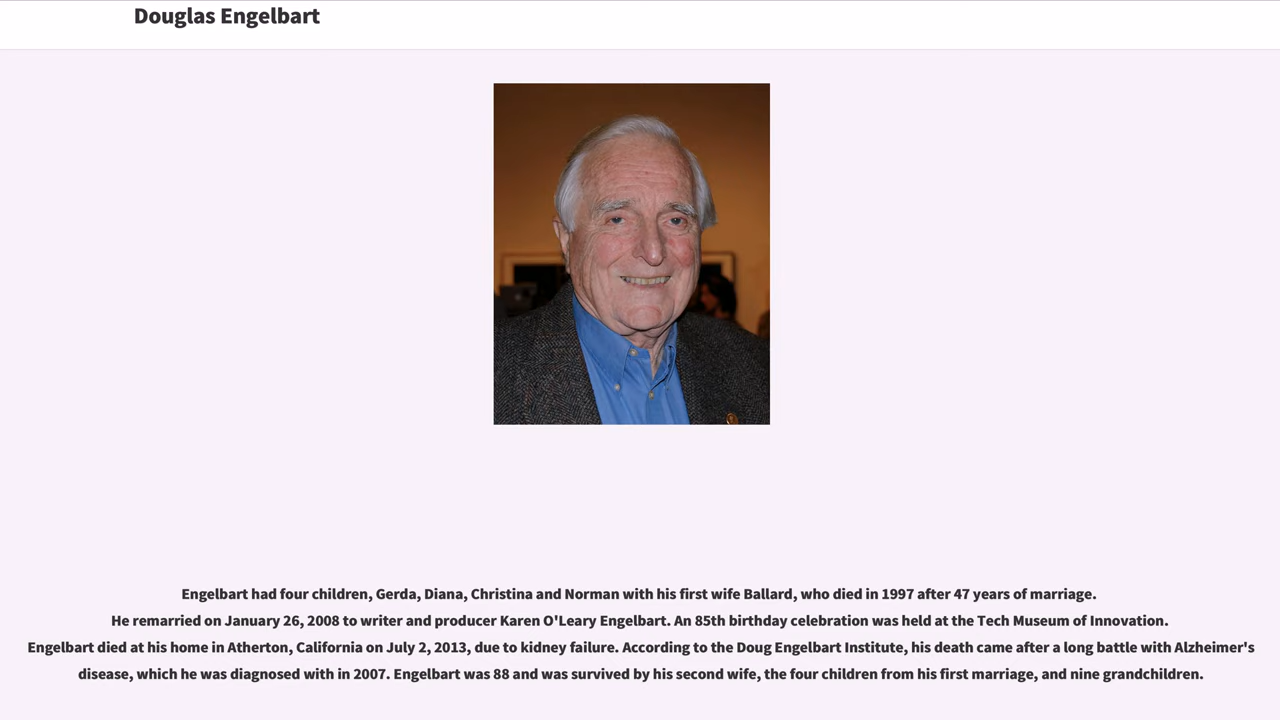 Douglas Engelbart
Engelbart had four children, Gerda, Diana, Christina and Norman with his first wife Ballard, who died in 1997 after 47 years of marriage.
He remarried on January 26, 2008 to writer and producer Karen O'Leary Engelbart. An 85th birthday celebration was held at the Tech Museum of Innovation.
Engelbart died at his home in Atherton, California on July 2, 2013, due to kidney failure. According to the Doug Engelbart Institute, his death came after a long battle with Alzheimer's
disease, which he was diagnosed with in 2007. Engelbart was 88 and was survived by his second wife, the four children from his first marriage, and nine grandchildren.